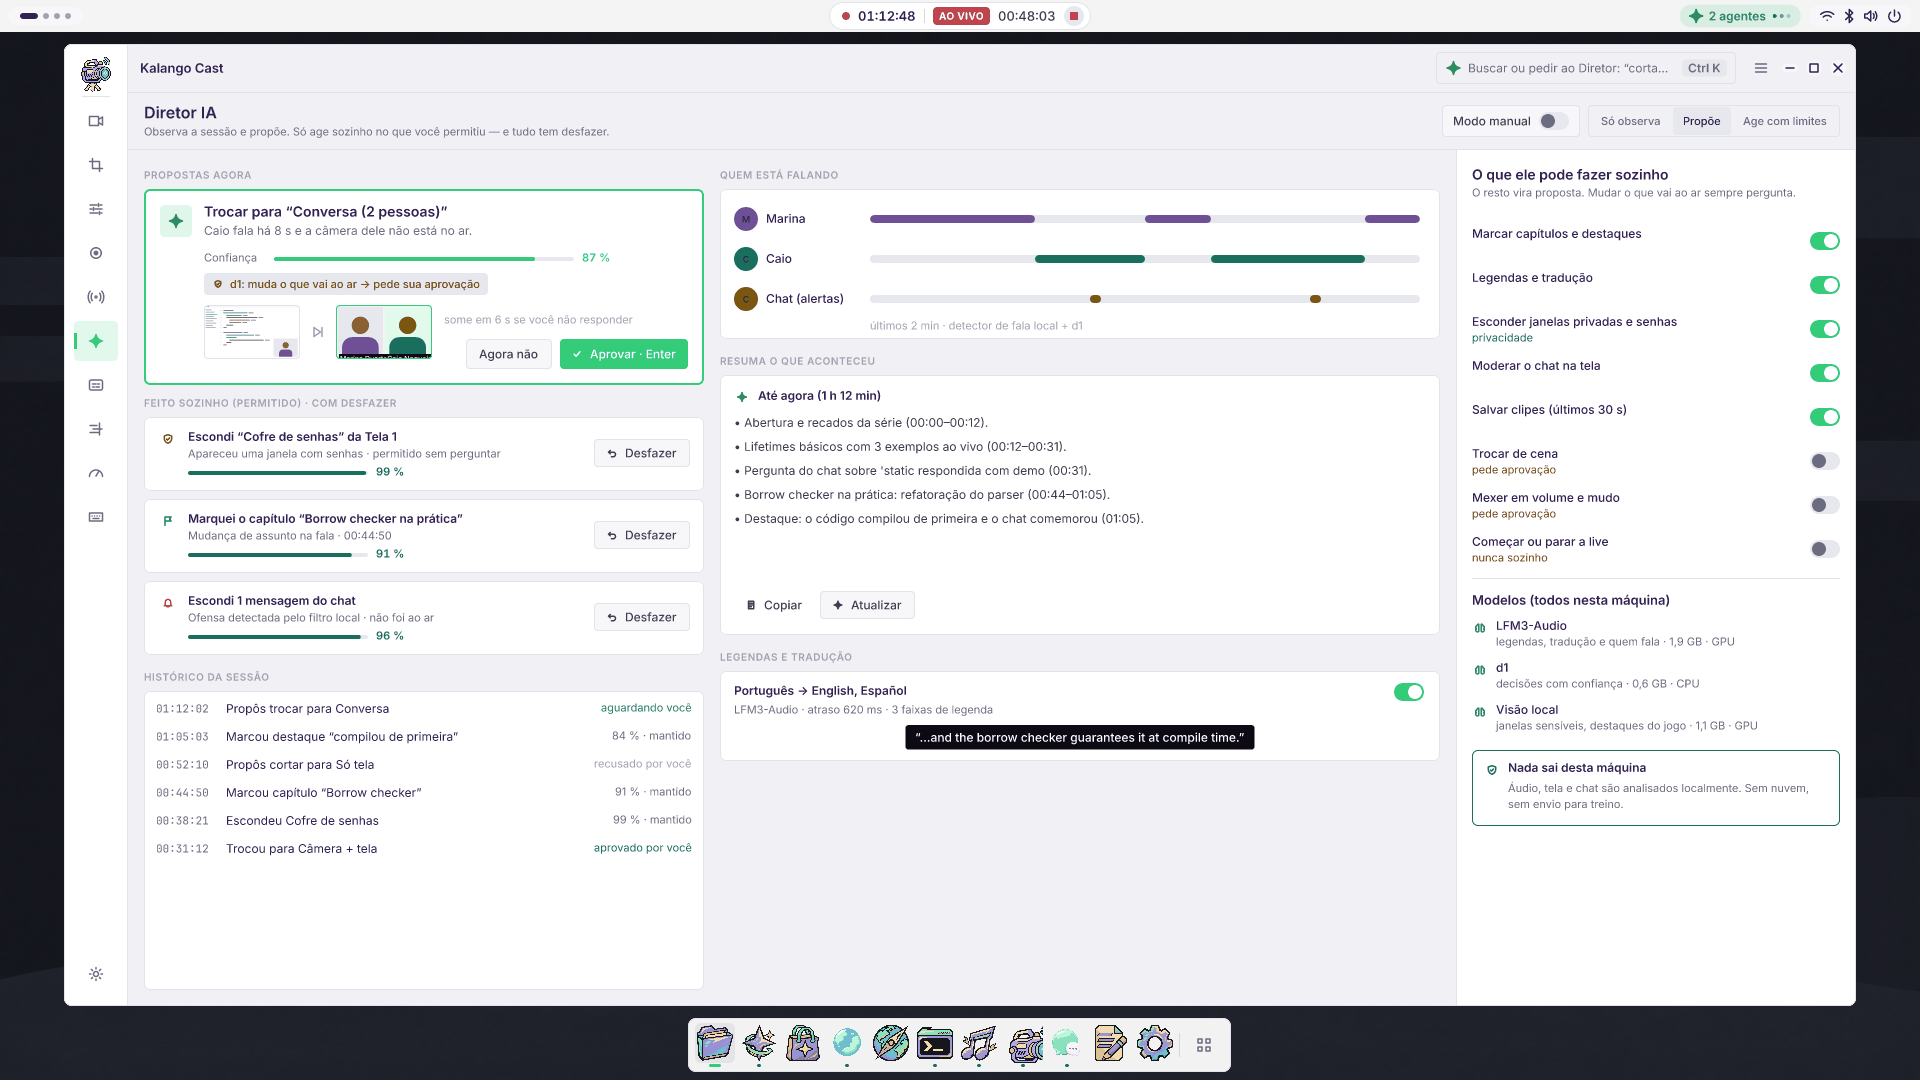 01:12:48
AO VIVO
00:48:03
2 agentes
Kalango Cast
Buscar ou pedir ao Diretor: “corta...
Ctrl K
Diretor IA
Observa a sessão e propõe. Só age sozinho no que você permitiu — e tudo tem desfazer.
Modo manual
Só observa
Propõe
Age com limites
PROPOSTAS AGORA
Trocar para “Conversa (2 pessoas)”
Caio fala há 8 s e a câmera dele não está no ar.
Confiança
87 %
d1: muda o que vai ao ar → pede sua aprovação
some em 6 s se você não responder
Agora não
Aprovar · Enter
FEITO SOZINHO (PERMITIDO) · COM DESFAZER
Escondi “Cofre de senhas” da Tela 1
Apareceu uma janela com senhas · permitido sem perguntar
99 %
Desfazer
Marquei o capítulo “Borrow checker na prática”
Mudança de assunto na fala · 00:44:50
91 %
Desfazer
Escondi 1 mensagem do chat
Ofensa detectada pelo filtro local · não foi ao ar
96 %
Desfazer
HISTÓRICO DA SESSÃO
01:12:02 Propôs trocar para Conversa aguardando você
01:05:03 Marcou destaque “compilou de primeira” 84 % · mantido
00:52:10 Propôs cortar para Só tela recusado por você
00:44:50 Marcou capítulo “Borrow checker” 91 % · mantido
00:38:21 Escondeu Cofre de senhas 99 % · mantido
00:31:12 Trocou para Câmera + tela aprovado por você
QUEM ESTÁ FALANDO
M Marina
C Caio
C Chat (alertas)
últimos 2 min · detector de fala local + d1
RESUMA O QUE ACONTECEU
Até agora (1 h 12 min)
• Abertura e recados da série (00:00–00:12).
• Lifetimes básicos com 3 exemplos ao vivo (00:12–00:31).
• Pergunta do chat sobre 'static respondida com demo (00:31).
• Borrow checker na prática: refatoração do parser (00:44–01:05).
• Destaque: o código compilou de primeira e o chat comemorou (01:05).
Copiar
Atualizar
LEGENDAS E TRADUÇÃO
Português → English, Español
LFM3-Audio · atraso 620 ms · 3 faixas de legenda
“...and the borrow checker guarantees it at compile time.”
O que ele pode fazer sozinho
O resto vira proposta. Mudar o que vai ao ar sempre pergunta.
Marcar capítulos e destaques
Legendas e tradução
Esconder janelas privadas e senhas
privacidade
Moderar o chat na tela
Salvar clipes (últimos 30 s)
Trocar de cena
pede aprovação
Mexer em volume e mudo
pede aprovação
Começar ou parar a live
nunca sozinho
Modelos (todos nesta máquina)
LFM3-Audio
legendas, tradução e quem fala · 1,9 GB · GPU
d1
decisões com confiança · 0,6 GB · CPU
Visão local
janelas sensíveis, destaques do jogo · 1,1 GB · GPU
Nada sai desta máquina
Áudio, tela e chat são analisados localmente. Sem nuvem,
sem envio para treino.